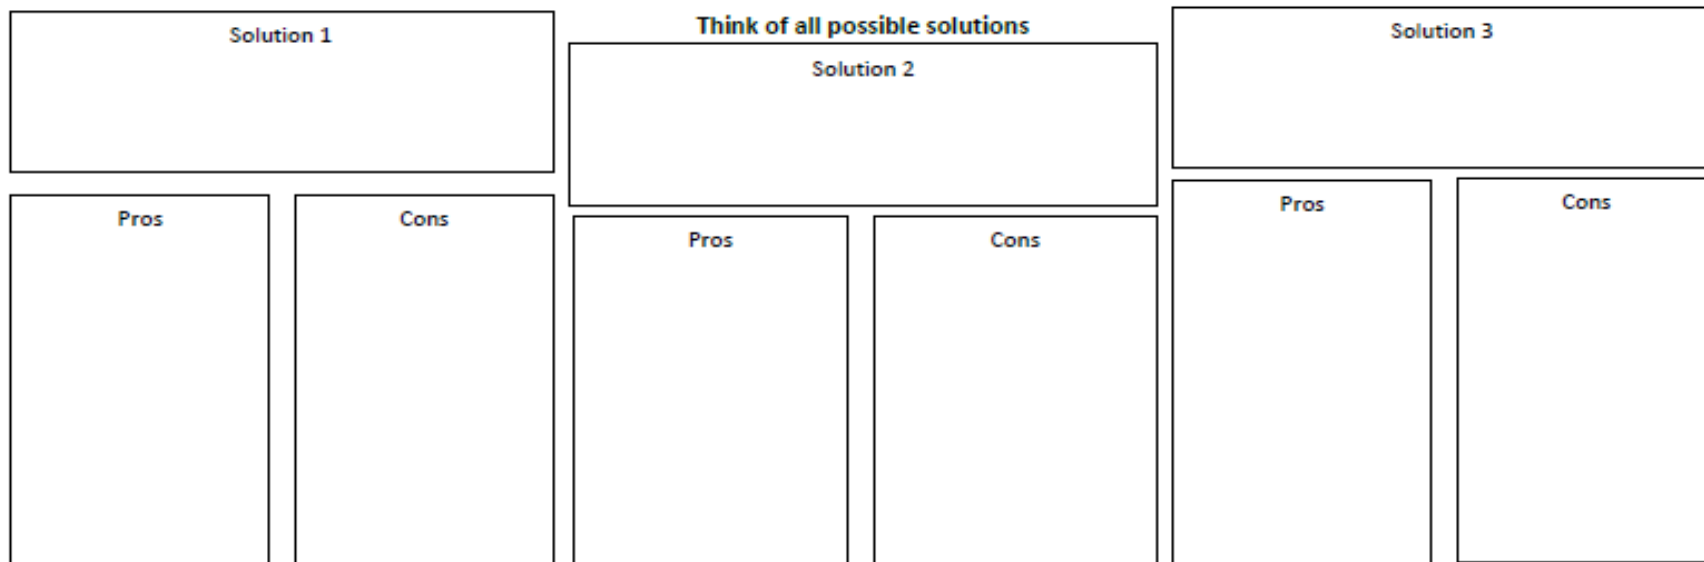 Think of all possible solutions
Solution 1
Solution 2
Solution 3
Pros
Cons
Pros
Cons
Pros
Cons